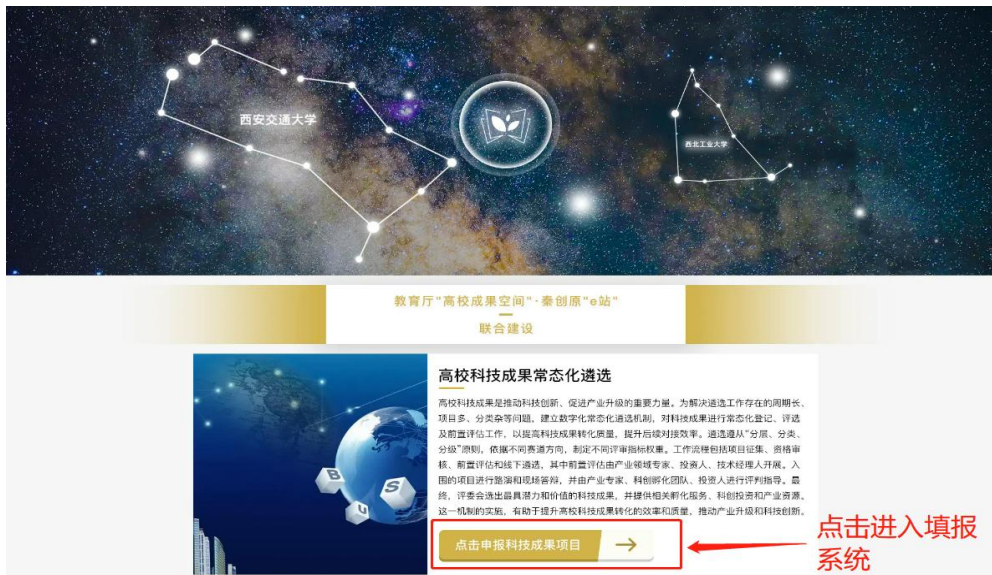 西安交通大学
西北工业大学
教育厅"高校成果空间"·秦创原"e站"
联合建设
高校科技成果常态化遴选
高校科技成果是推动科技创新、促进产业升级的重要力量。为解决遴选工作存在的周期长、
项目多、分类杂等问题，建立数字化常态化遴选机制，对科技成果进行常态化登记、评选
及前置评估工作，以提高科技成果转化质量，提升后续对接效率。遴选遵从"分层、分类、
分级"原则，依据不同赛道方向，制定不同评审指标权重。工作流程包括项目征集、资格审
核、前置评估和线下遴选，其中前置评估由产业领域专家、投资人、技术经理人开展。入
围的项目进行路演和现场答辩，并由产业专家、科创孵化团队、投资人进行评判指导。最
终，评委会选出最具潜力和价值的科技成果，并提供相关孵化服务、科创投资和产业资源。
这一机制的实施，有助于提升高校科技成果转化的效率和质量，推动产业升级和科技创新。
B
S
U
点击申报科技成果项目
点击进入填报
系统